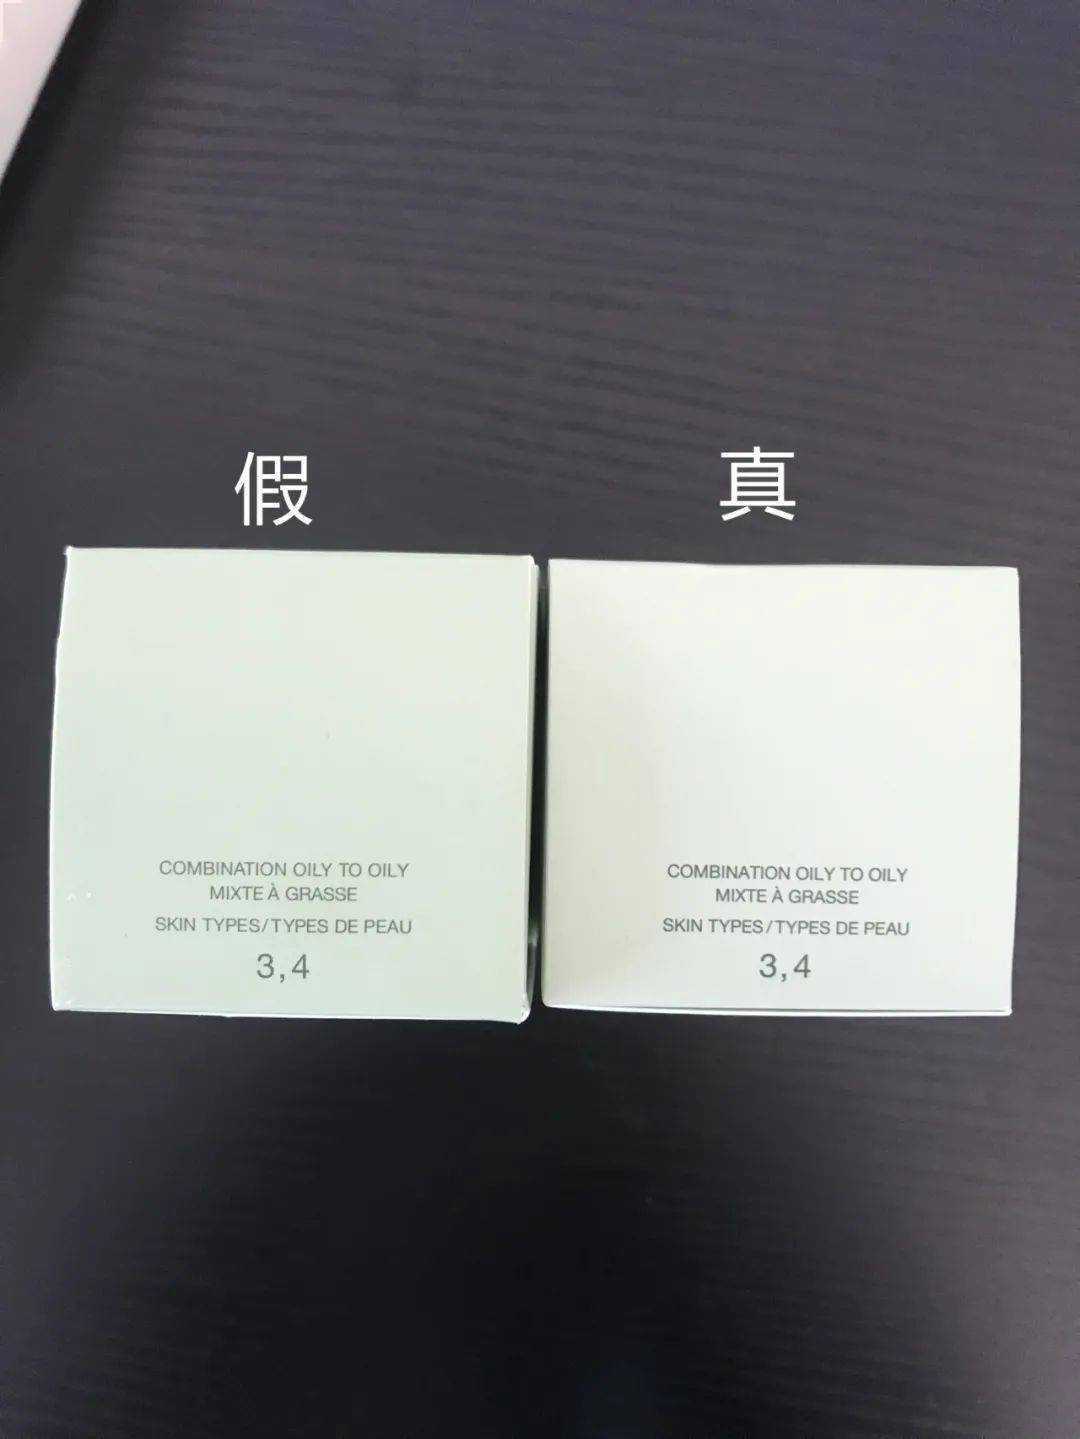 假
真
COMBINATION OILY TO OILY
MIXTE À GRASSE
SKIN TYPES/TYPES DE PEAU
3,4
COMBINATION OILY TO OILY
MIXTE À GRASSE
SKIN TYPES/TYPES DE PEAU
3,4